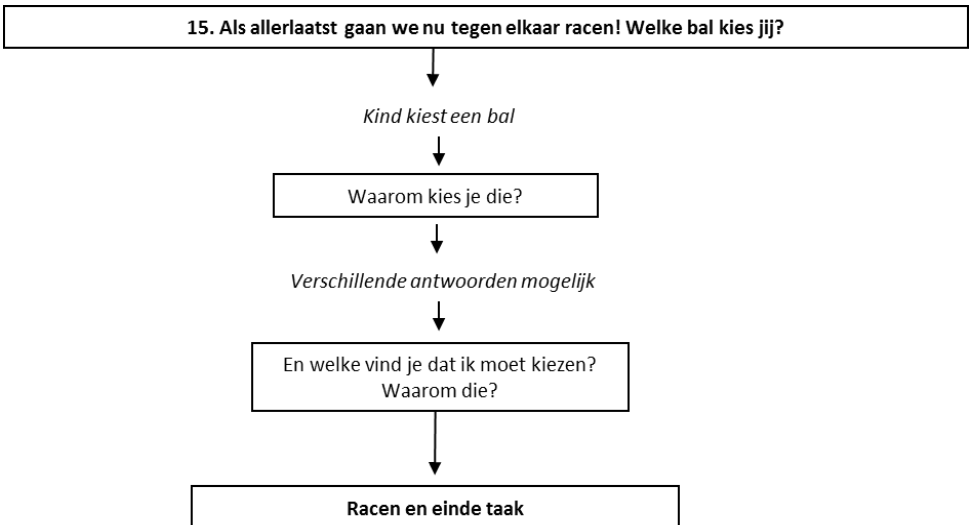 15. Als allerlaatst gaan we nu tegen elkaar racen! Welke bal kies jij?
Kind kiest een bal
Waarom kies je die?
Verschillende antwoorden mogelijk
En welke vind je dat ik moet kiezen?
Waarom die?
Racen en einde taak